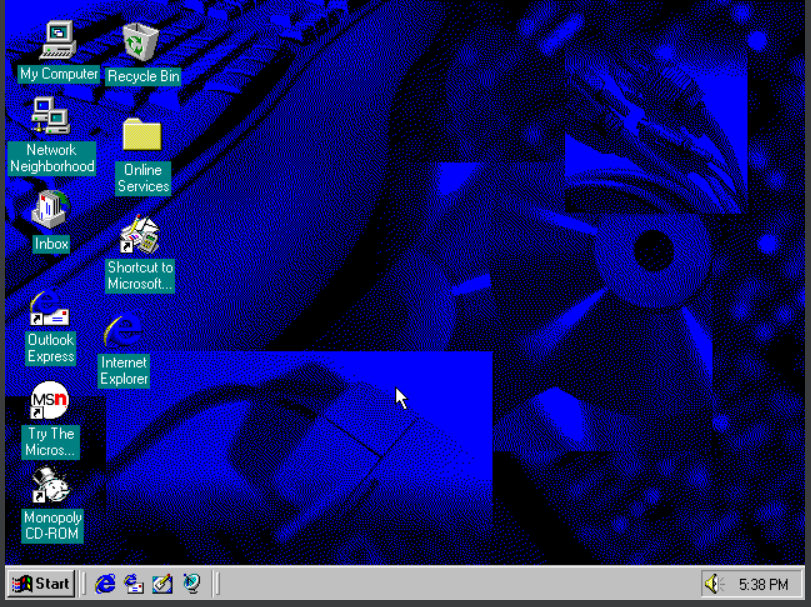 My Computer
Recycle Bin
Network
Neighborhood
Online
Services
Inbox
Shortcut to
Microsoft...
Outlook
Express
Internet
Explorer
msn
Try The
Micros...
Monopoly
CD-ROM
Start
5:38 PM